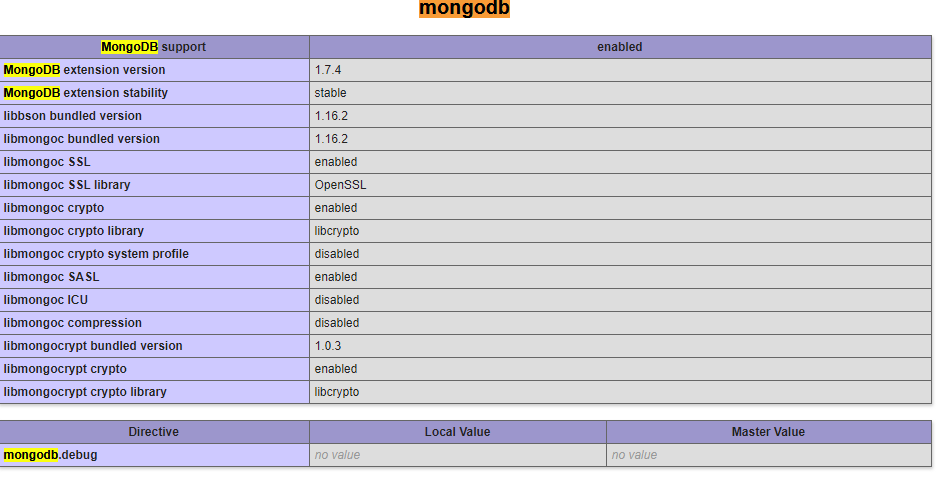 mongodb
MongoDB support enabled
MongoDB extension version 1.7.4
MongoDB extension stability stable
libbson bundled version 1.16.2
libmongoc bundled version 1.16.2
libmongoc SSL enabled
libmongoc SSL library OpenSSL
libmongoc crypto enabled
libmongoc crypto library libcrypto
libmongoc crypto system profile disabled
libmongoc SASL enabled
libmongoc ICU disabled
libmongoc compression disabled
libmongocrypt bundled version 1.0.3
libmongocrypt crypto enabled
libmongocrypt crypto library libcrypto
Directive Local Value Master Value
mongodb.debug no value no value